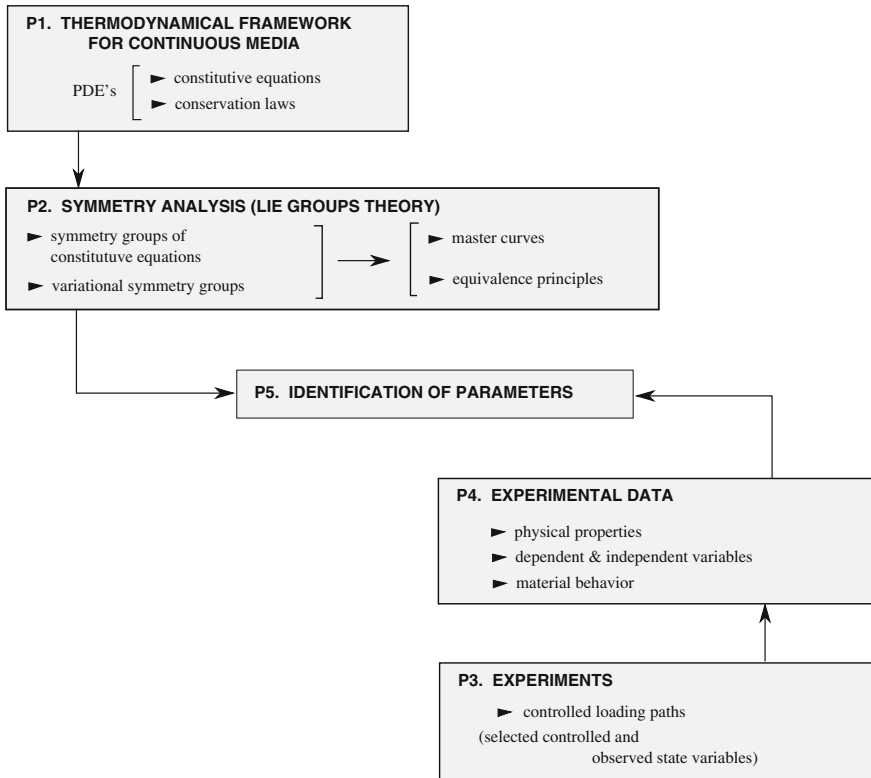 P1. THERMODYNAMICAL FRAMEWORK
FOR CONTINUOUS MEDIA
PDE's
► constitutive equations
► conservation laws
P2. SYMMETRY ANALYSIS (LIE GROUPS THEORY)
► symmetry groups of
constitutuve equations
► variational symmetry groups
► master curves
► equivalence principles
P5. IDENTIFICATION OF PARAMETERS
P4. EXPERIMENTAL DATA
► physical properties
► dependent & independent variables
► material behavior
P3. EXPERIMENTS
► controlled loading paths
(selected controlled and
observed state variables)